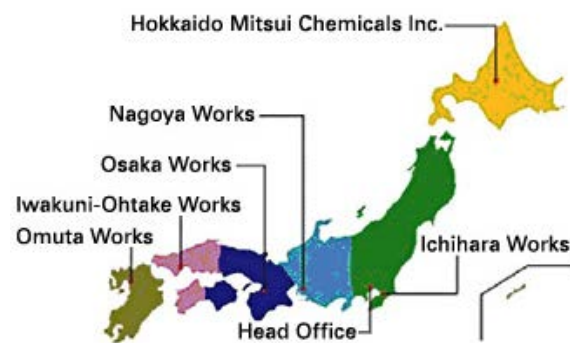 Hokkaido Mitsui Chemicals Inc.
Nagoya Works
Osaka Works
Iwakuni-Ohtake Works
Omuta Works
Ichihara Works
Head Office